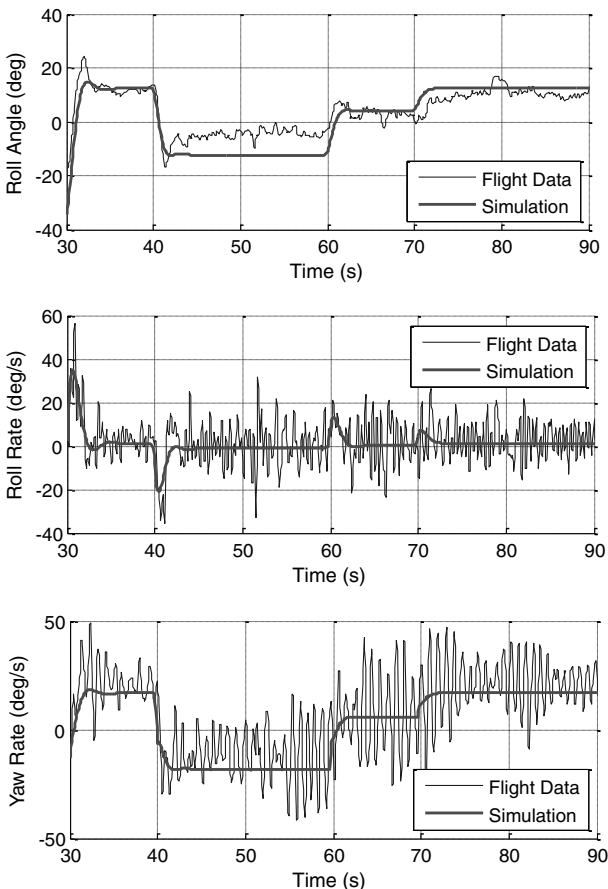 40
20
0
-20
-40
Roll Angle (deg)
Flight Data
Simulation
30 40 50 60 70 80 90
Time (s)
60
40
20
0
-20
-40
Roll Rate (deg/s)
Flight Data
Simulation
30 40 50 60 70 80 90
Time (s)
50
0
-50
Yaw Rate (deg/s)
Flight Data
Simulation
30 40 50 60 70 80 90
Time (s)